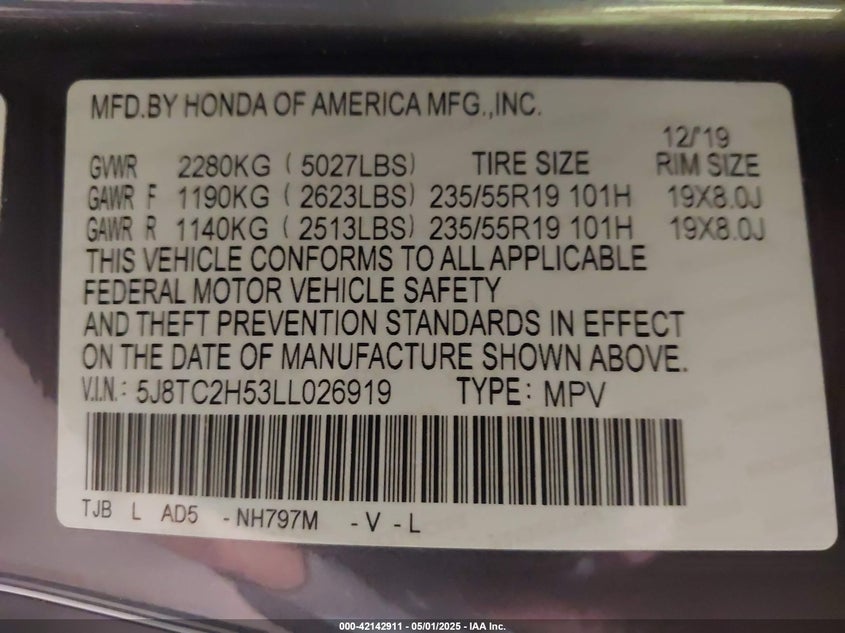 MFD.BY HONDA OF AMERICA MFG.,INC.
12/'19
GVWR 2280KG ( 5027LBS) TIRE SIZE RIM SIZE
GAWR F 1190KG ( 2623LBS) 235/55R19 101H 19X8.0J
GAWR R 1140KG ( 2513LBS) 235/55R19 101H 19X8.0J
THIS VEHICLE CONFORMS TO ALL APPLICABLE
FEDERAL MOTOR VEHICLE SAFETY
AND THEFT PREVENTION STANDARDS IN EFFECT
ON THE DATE OF MANUFACTURE SHOWN ABOVE.
V.I.N.: 5J8TC2H53LL026919 TYPE: MPV
TJB L AD5 -NH797M -V -L
000-42142911 - 05/01/2025 - IAA Inc.